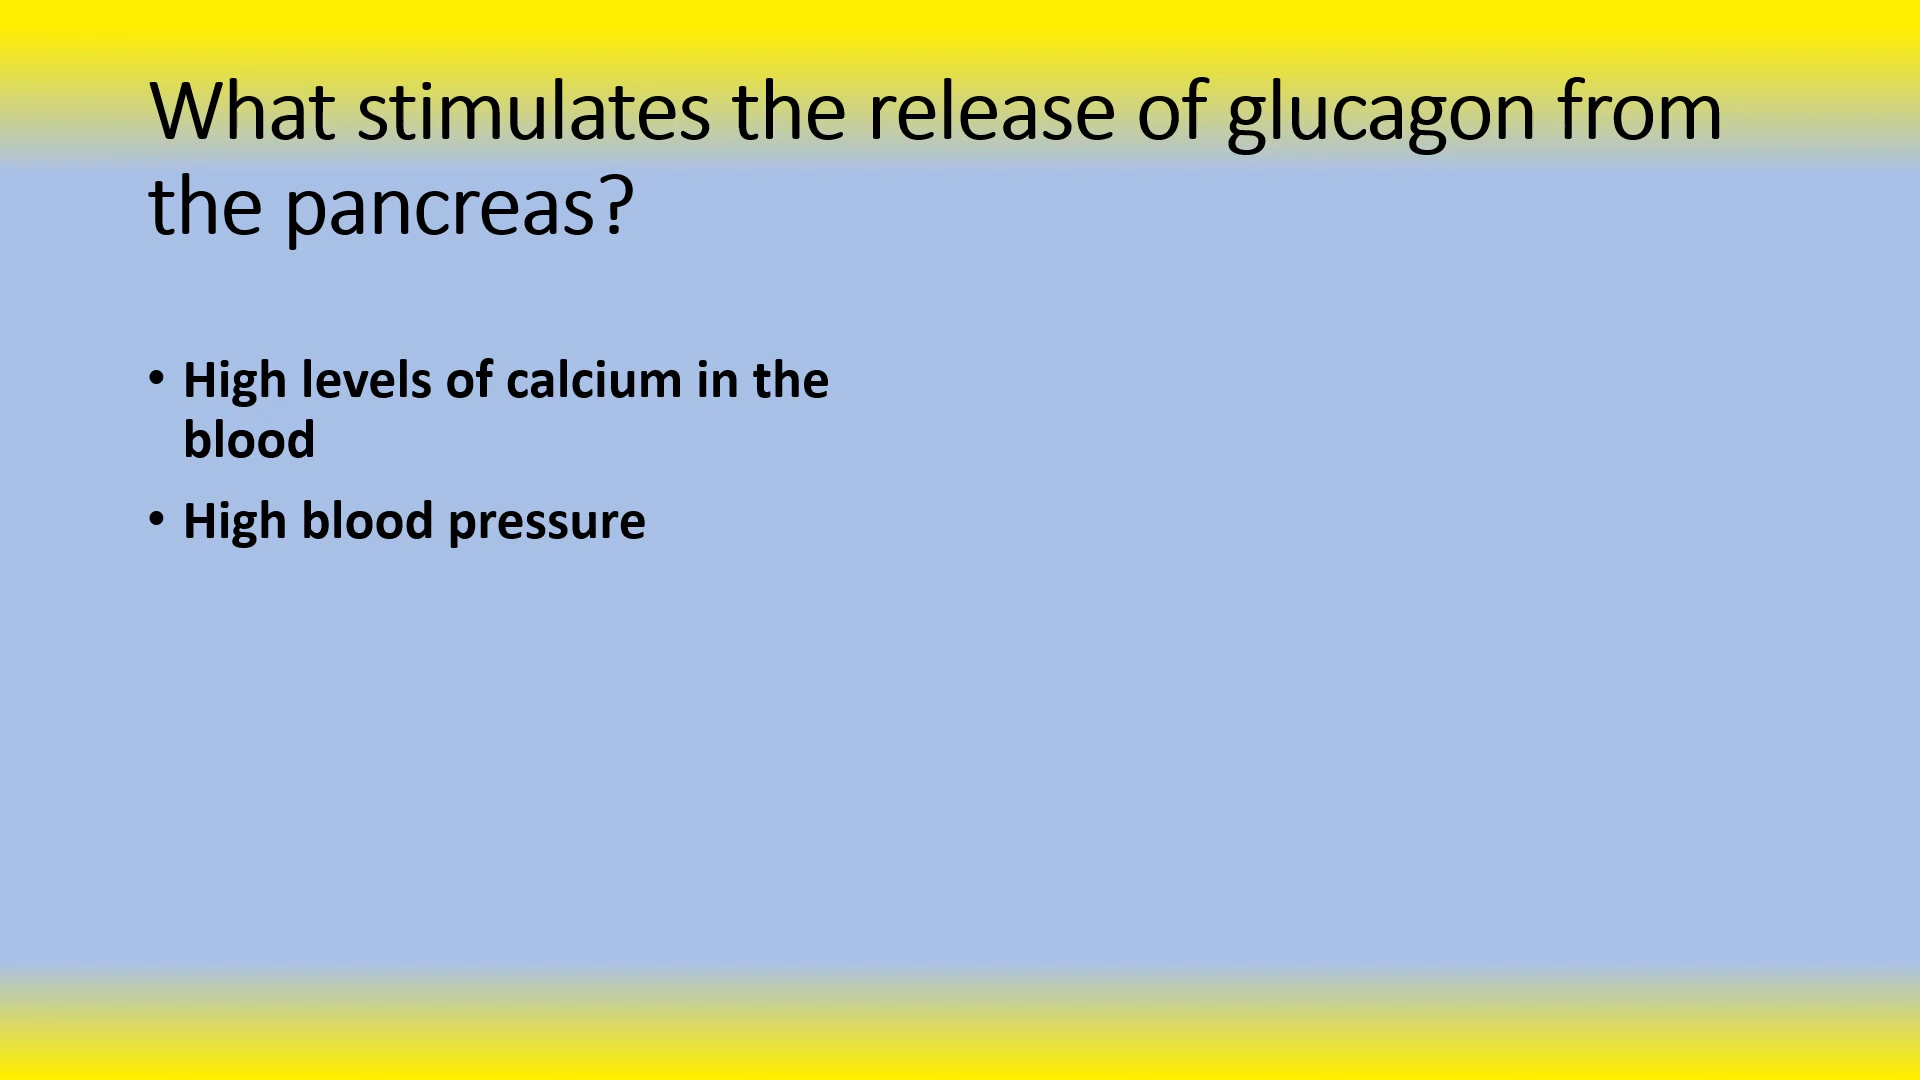 What stimulates the release of glucagon from
the pancreas?
• High levels of calcium in the
blood
• High blood pressure